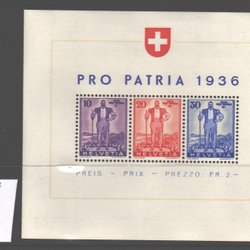 PRO PATRIA 1936
10 20 30
HELVETIA HELVETIA HELVETIA
PREIS - PRIX - PREZZO: FR. 2.-